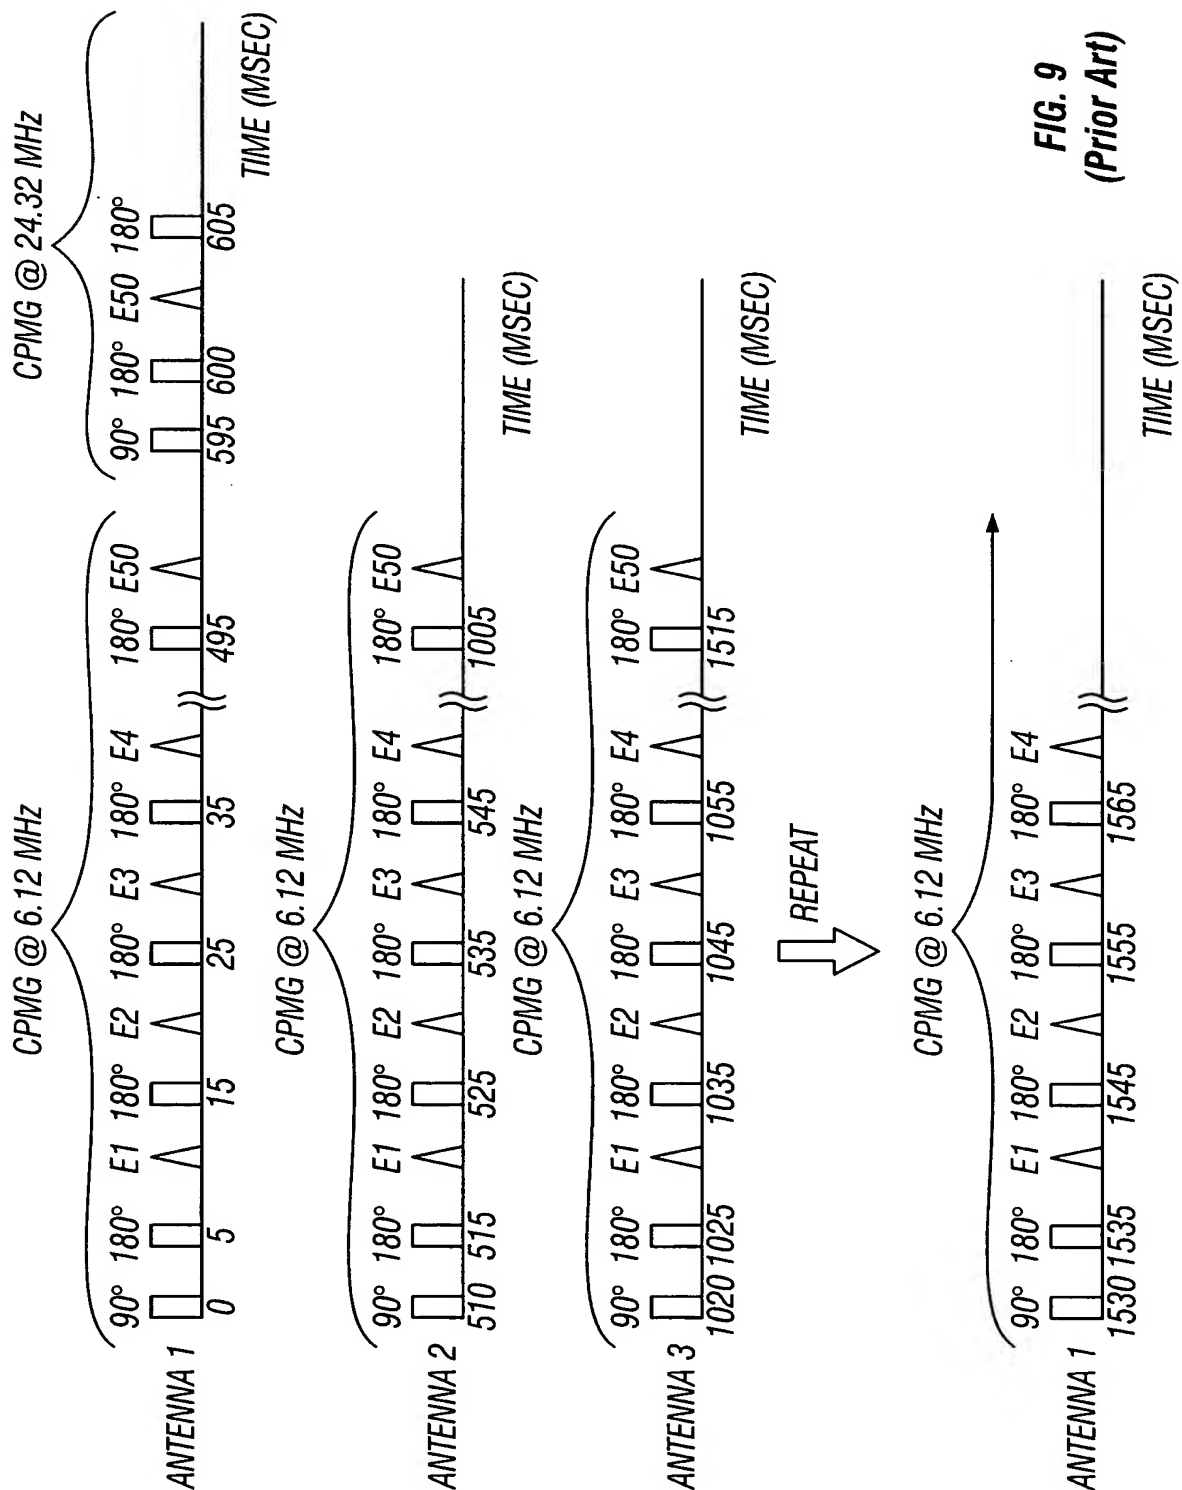 CPMG @ 6.12 MHz CPMG @ 24.32 MHz
90° 180° E1 180° E2 180° E3 180° E4 180° E50 90° 180° E50 180°
ANTENNA 1
0 5 15 25 35 495 595 600 605
TIME (MSEC)
CPMG @ 6.12 MHz
90° 180° E1 180° E2 180° E3 180° E4 180° E50
ANTENNA 2
510 515 525 535 545 1005
TIME (MSEC)
CPMG @ 6.12 MHz
90° 180° E1 180° E2 180° E3 180° E4 180° E50
ANTENNA 3
1020 1025 1035 1045 1055 1515
TIME (MSEC)
REPEAT
CPMG @ 6.12 MHz
90° 180° E1 180° E2 180° E3 180° E4
ANTENNA 1
1530 1535 1545 1555 1565
TIME (MSEC)
FIG. 9
(Prior Art)